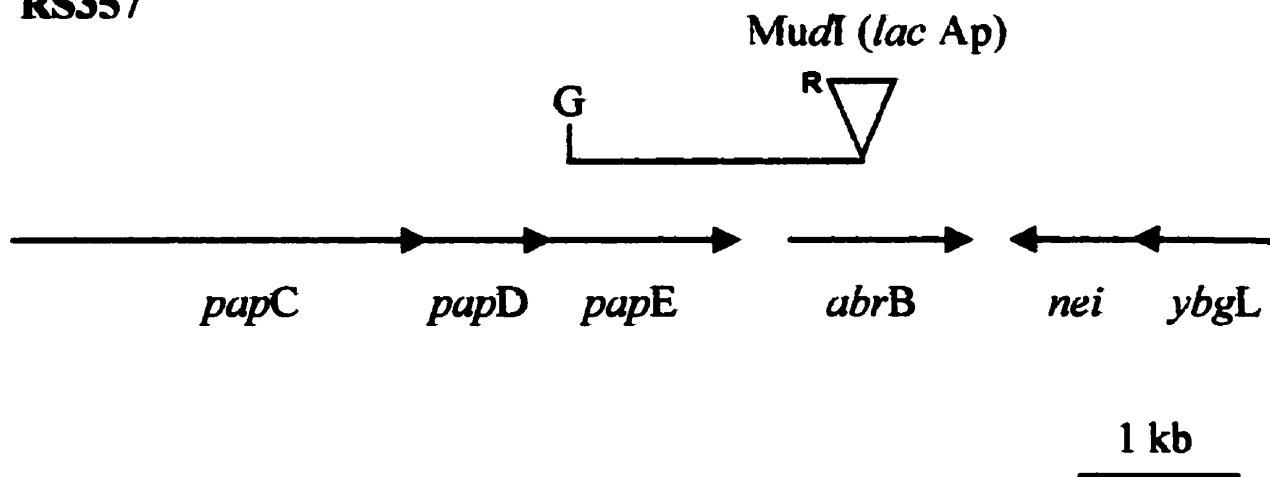 RS357
MudI (lac Ap)
R
G
papC papD papE abrB nei ybgL
1 kb